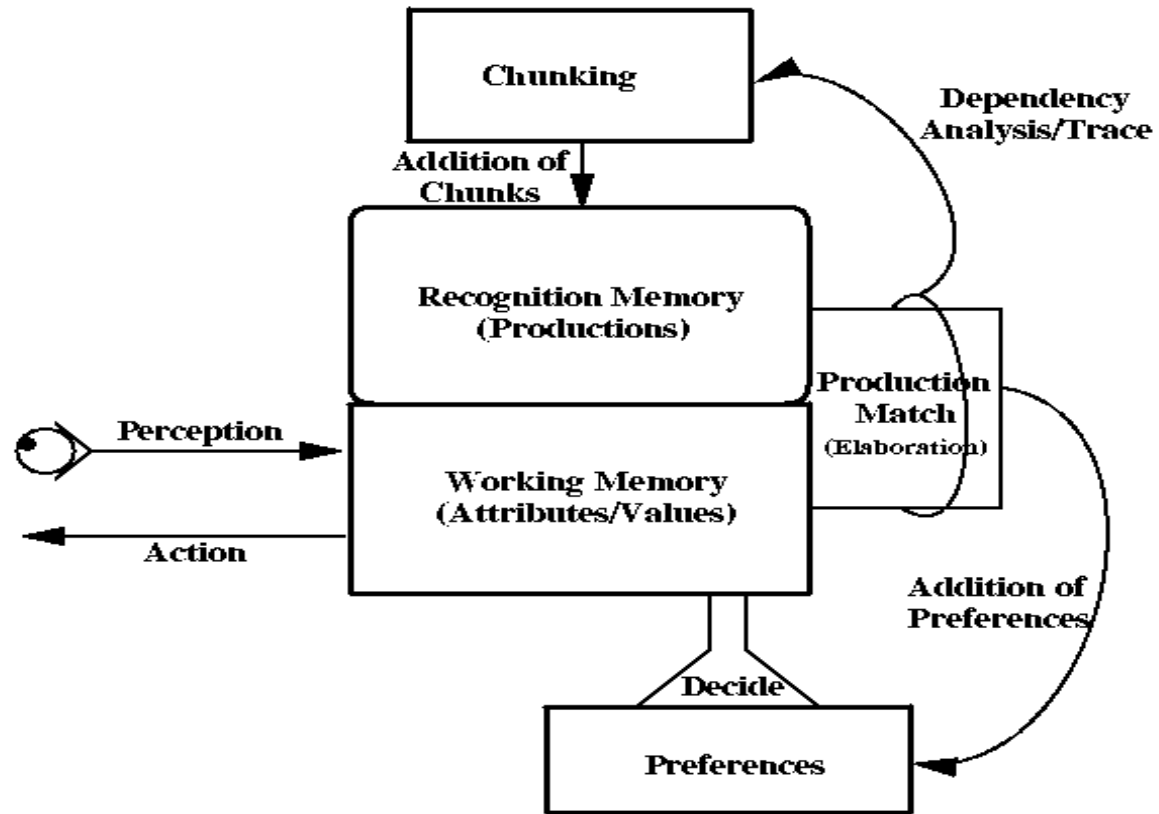 Chunking
Dependency
Analysis/Trace
Addition of
Chunks
Recognition Memory
(Productions)
Production
Match
(Elaboration)
Perception
Working Memory
(Attributes/Values)
Action
Addition of
Preferences
Decide
Preferences